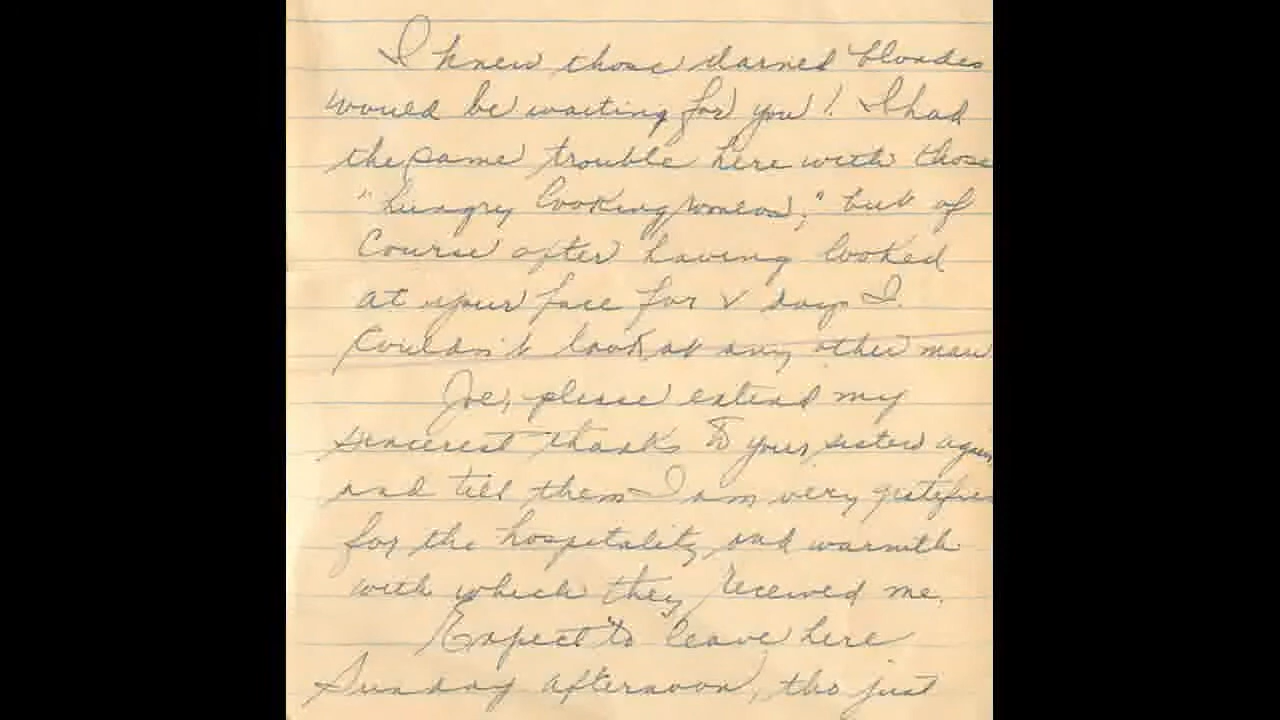 I knew those darned blondes
would be waiting for you! I had
the same trouble here with those
"hungry looking women," but of
Course after having looked
at your face for days I
Couldn't look at any other man
Joe, please extend my
sincerest thanks to your sister again
and tell them I am very
for the hospitality and warmth
with which they received me.
Expect to leave here
Sunday afternoon, tho just